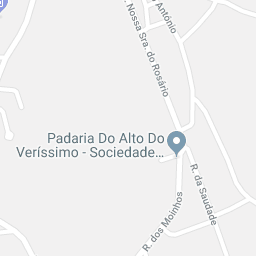 Nossa Sra. do Rosário
António
Padaria Do Alto Do
Veríssimo - Sociedade...
R. da Saudade
R. dos Moinhos